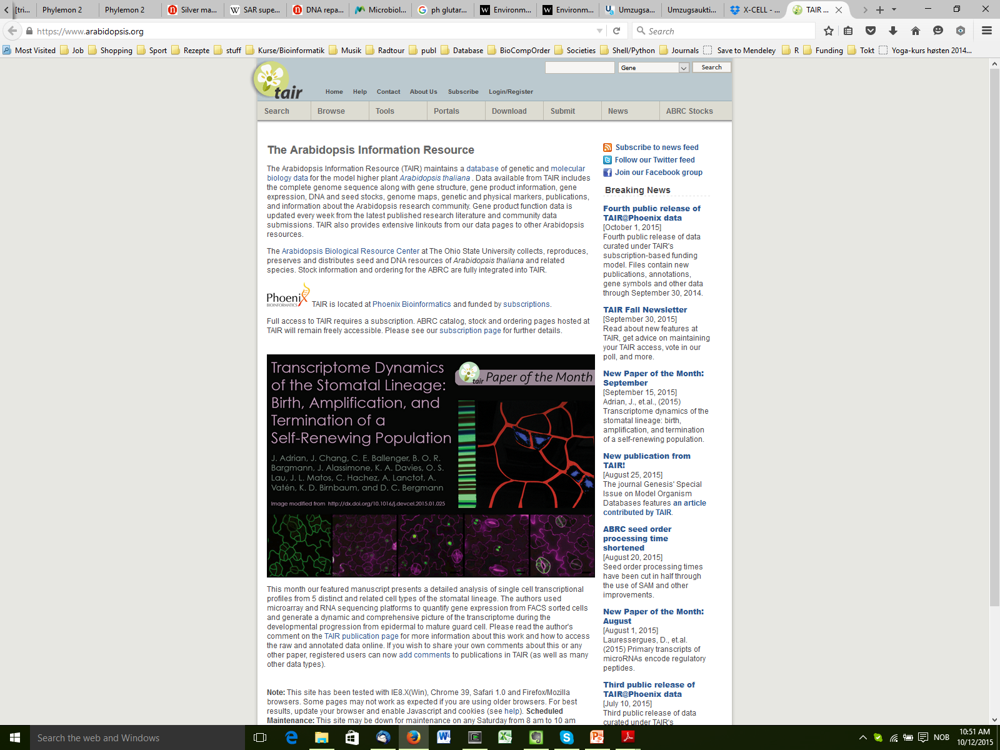 [tri...
Phylemon 2
Phylemon 2
Silver ma...
SAR supe...
DNA repa...
Microbiol...
ph glutar...
Environm...
Environm...
Umzugsa...
Umzugsaukti...
X-CELL - ...
TAIR ...
https://www.arabidopsis.org
Search
Most Visited
Job
Shopping
Sport
Rezepte
stuff
Kurse/Bioinformatik
Musik
Radtour
publ
Database
BioCompOrder
Societies
Shell/Python
Journals
Save to Mendeley
R
Funding
Tokt
Yoga-kurs høsten 2014...
tair
Gene
Search
Home
Help
Contact
About Us
Subscribe
Login/Register
Search
Browse
Tools
Portals
Download
Submit
News
ABRC Stocks
The Arabidopsis Information Resource
The Arabidopsis Information Resource (TAIR) maintains a database of genetic and molecular
biology data for the model higher plant Arabidopsis thaliana . Data available from TAIR includes
the complete genome sequence along with gene structure, gene product information, gene
expression, DNA and seed stocks, genome maps, genetic and physical markers, publications,
and information about the Arabidopsis research community. Gene product function data is
updated every week from the latest published research literature and community data
submissions. TAIR also provides extensive linkouts from our data pages to other Arabidopsis
resources.
The Arabidopsis Biological Resource Center at The Ohio State University collects, reproduces,
preserves and distributes seed and DNA resources of Arabidopsis thaliana and related
species. Stock information and ordering for the ABRC are fully integrated into TAIR.
Phoenix
BIOINFORMATICS
TAIR is located at Phoenix Bioinformatics and funded by subscriptions.
Full access to TAIR requires a subscription. ABRC catalog, stock and ordering pages hosted at
TAIR will remain freely accessible. Please see our subscription page for further details.
Transcriptome Dynamics
of the Stomatal Lineage:
Birth, Amplification, and
Termination of a
Self-Renewing Population
J. Adrian, J. Chang, C. E. Ballenger, B. O. R.
Bargmann, J. Alassimone, K. A. Davies, O. S.
Lau, J. L. Matos, C. Hachez, A. Lanctot, A.
Vatén, K. D. Birnbaum, and D. C. Bergmann
Image modified from http://dx.doi.org/10.1016/j.devcel.2015.01.025
tair Paper of the Month
This month our featured manuscript presents a detailed analysis of single cell transcriptional
profiles from 5 distinct and related cell types of the stomatal lineage. The authors used
microarray and RNA sequencing platforms to quantify gene expression from FACS sorted cells
and generate a dynamic and comprehensive picture of the transcriptome during the
developmental progression from epidermal to mature guard cell. Please read the author's
comment on the TAIR publication page for more information about this work and how to access
the raw and annotated data online. If you wish to share your own comments about this or any
other paper, registered users can now add comments to publications in TAIR (as well as many
other data types).
Note: This site has been tested with IE8.X(Win), Chrome 39, Safari 1.0 and Firefox/Mozilla
browsers. Some pages may not work as expected if you are using older browsers. For best
results, update your browser and enable Javascript and cookies (see help). Scheduled
Maintenance: This site may be down for maintenance on any Saturday from 8 am to 10 am
Subscribe to news feed
Follow our Twitter feed
Join our Facebook group
Breaking News
Fourth public release of
TAIR@Phoenix data
[October 1, 2015]
Fourth public release of data
curated under TAIR's
subscription-based funding
model. Files contain new
publications, annotations,
gene symbols and other data
through September 30, 2014.
TAIR Fall Newsletter
[September 30, 2015]
Read about new features at
TAIR, get advice on maintaining
your TAIR access, vote in our
poll, and more.
New Paper of the Month:
September
[September 15, 2015]
Adrian, J., et.al., (2015)
Transcriptome dynamics of the
stomatal lineage: birth,
amplification, and termination
of a self-renewing population.
New publication from
TAIR!
[August 25, 2015]
The journal Genesis' Special
Issue on Model Organism
Databases features an article
contributed by TAIR.
ABRC seed order
processing time
shortened
[August 20, 2015]
Seed order processing times
have been cut in half through
the use of SAM and other
improvements.
New Paper of the Month:
August
[August 1, 2015]
Lauressergues, D., et.al.
(2015) Primary transcripts of
microRNAs encode regulatory
peptides.
Third public release of
TAIR@Phoenix data
[July 10, 2015]
Third public release of data
curated under TAIR's
Search the web and Windows
NOB
10:51 AM
10/12/2015